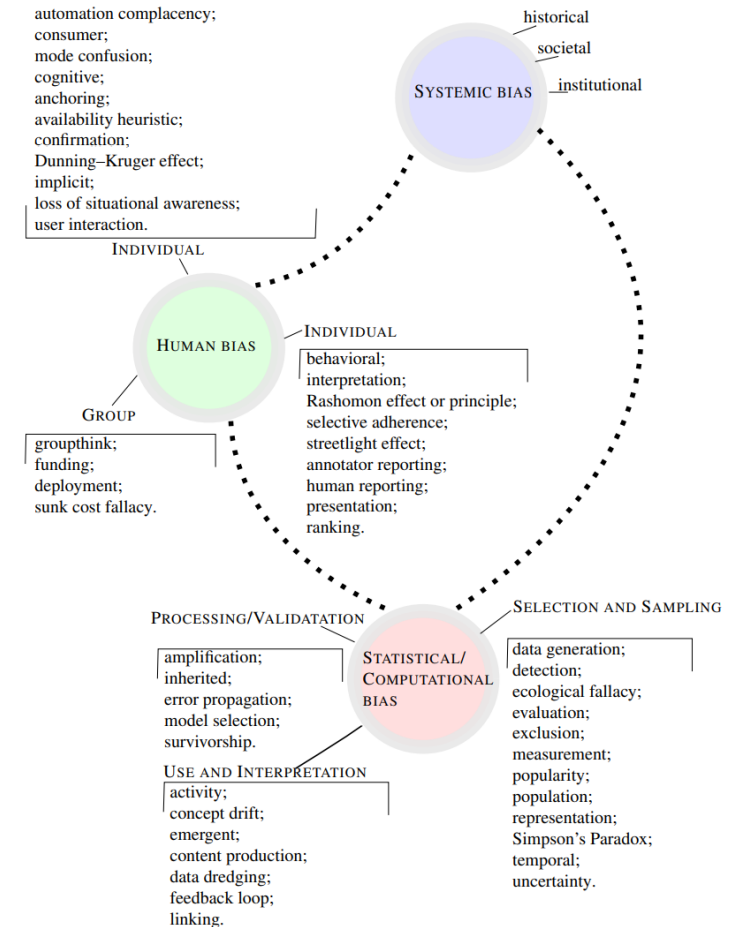 automation complacency;
consumer;
mode confusion;
cognitive;
anchoring;
availability heuristic;
confirmation;
Dunning–Kruger effect;
implicit;
loss of situational awareness;
user interaction.
historical
societal
institutional
SYSTEMIC BIAS
INDIVIDUAL
HUMAN BIAS
INDIVIDUAL
behavioral;
interpretation;
Rashomon effect or principle;
selective adherence;
streetlight effect;
annotator reporting;
human reporting;
presentation;
ranking.
GROUP
groupthink;
funding;
deployment;
sunk cost fallacy.
PROCESSING/VALIDATATION
amplification;
inherited;
error propagation;
model selection;
survivorship.
STATISTICAL/
COMPUTATIONAL
BIAS
SELECTION AND SAMPLING
data generation;
detection;
ecological fallacy;
evaluation;
exclusion;
measurement;
popularity;
population;
representation;
Simpson's Paradox;
temporal;
uncertainty.
USE AND INTERPRETATION
activity;
concept drift;
emergent;
content production;
data dredging;
feedback loop;
linking.